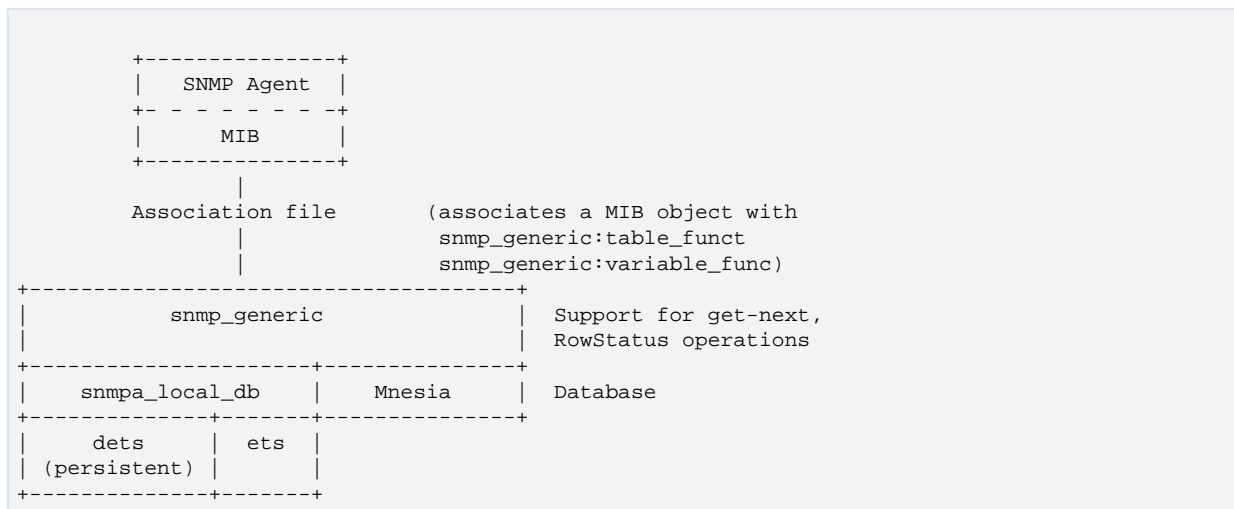 +---------------+
|   SNMP Agent  |
+- - - - - - - -+
|      MIB      |
+---------------+
|
Association file       (associates a MIB object with
|               snmp_generic:table_funct
|               snmp_generic:variable_func)
+--------------------------------------+
|           snmp_generic               |  Support for get-next,
|                                      |  RowStatus operations
+----------------------+---------------+
|    snmpa_local_db    |    Mnesia     |  Database
+--------------+-------+---------------+
|     dets     |  ets  |
| (persistent) |       |
+--------------+-------+